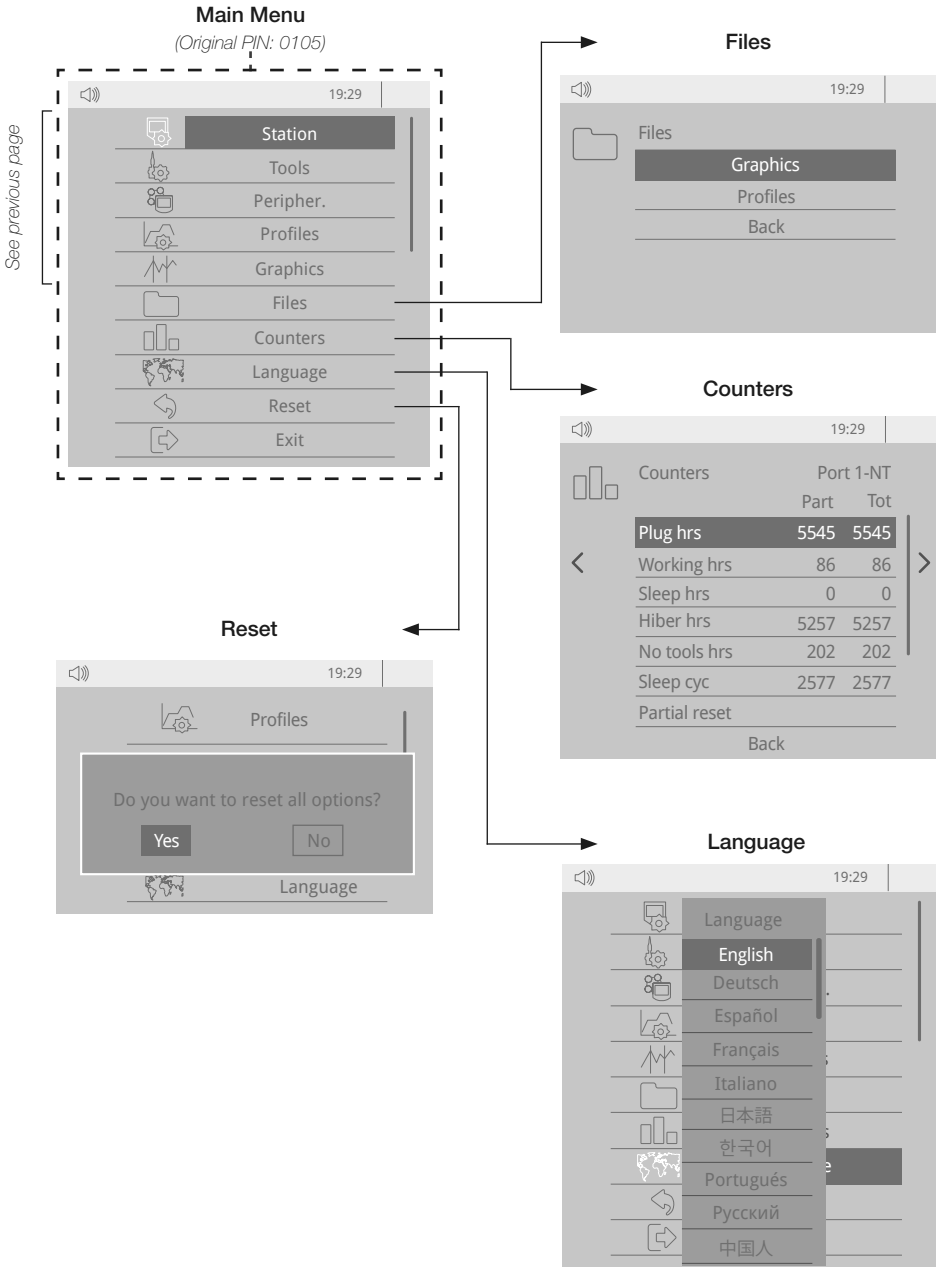 Main Menu
(Original PIN: 0105)
See previous page
19:29
Station
Tools
Peripher.
Profiles
Graphics
Files
Counters
Language
Reset
Exit
Files
19:29
Files
Graphics
Profiles
Back
Counters
19:29
Counters Port 1-NT
Part Tot
Plug hrs 5545 5545
Working hrs 86 86
Sleep hrs 0 0
Hiber hrs 5257 5257
No tools hrs 202 202
Sleep cyc 2577 2577
Partial reset
Back
Reset
19:29
Profiles
Do you want to reset all options?
Yes No
Language
Language
19:29
Language
English
Deutsch
Español
Français
Italiano
日本語
한국어
Portugués
Русский
中国人